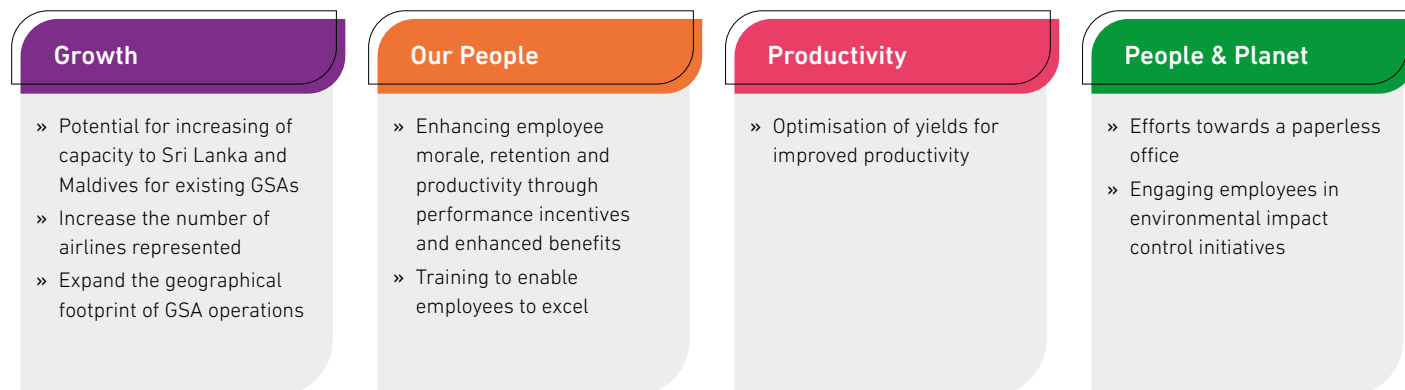 Growth
» Potential for increasing of
capacity to Sri Lanka and
Maldives for existing GSAs
» Increase the number of
airlines represented
» Expand the geographical
footprint of GSA operations
Our People
» Enhancing employee
morale, retention and
productivity through
performance incentives
and enhanced benefits
» Training to enable
employees to excel
Productivity
» Optimisation of yields for
improved productivity
People & Planet
» Efforts towards a paperless
office
» Engaging employees in
environmental impact
control initiatives